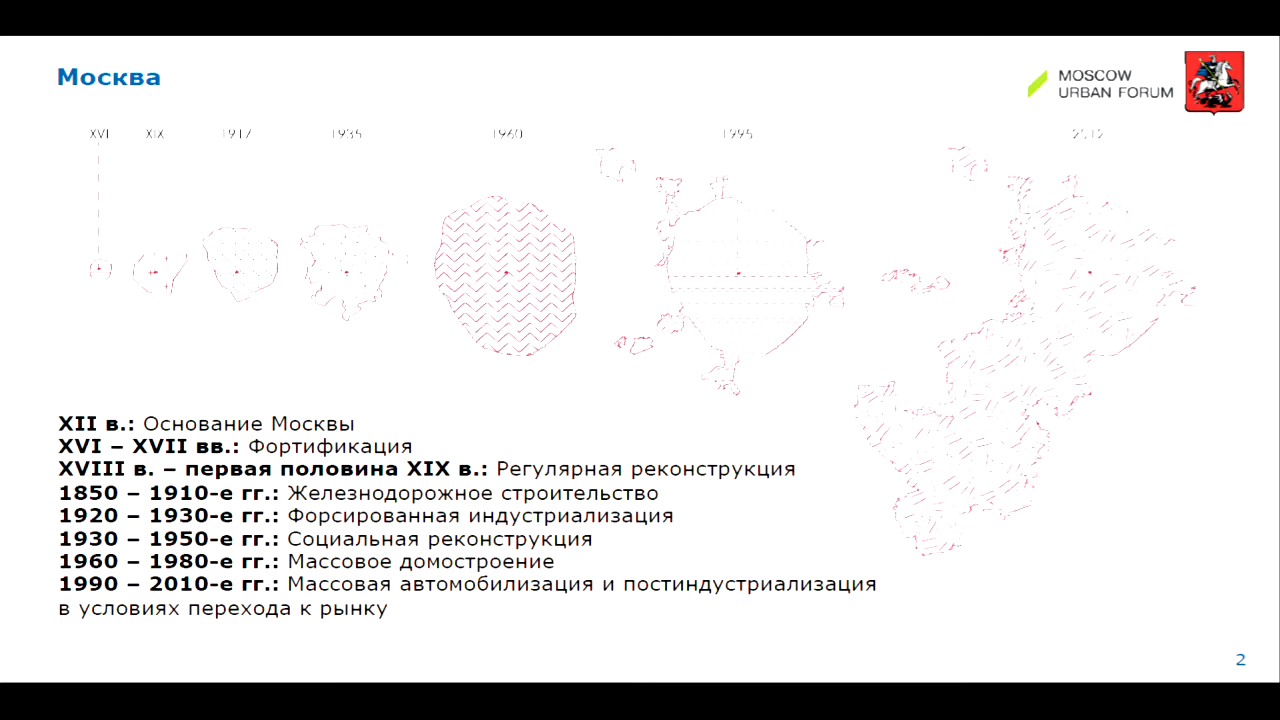 Москва
MOSCOW
URBAN FORUM
XVI XIX 1917 1935 1960 1995 2012
XII в.: Основание Москвы
XVI – XVII вв.: Фортификация
XVIII в. – первая половина XIX в.: Регулярная реконструкция
1850 – 1910-е гг.: Железнодорожное строительство
1920 – 1930-е гг.: Форсированная индустриализация
1930 – 1950-е гг.: Социальная реконструкция
1960 – 1980-е гг.: Массовое домостроение
1990 – 2010-е гг.: Массовая автомобилизация и постиндустриализация
в условиях перехода к рынку
2